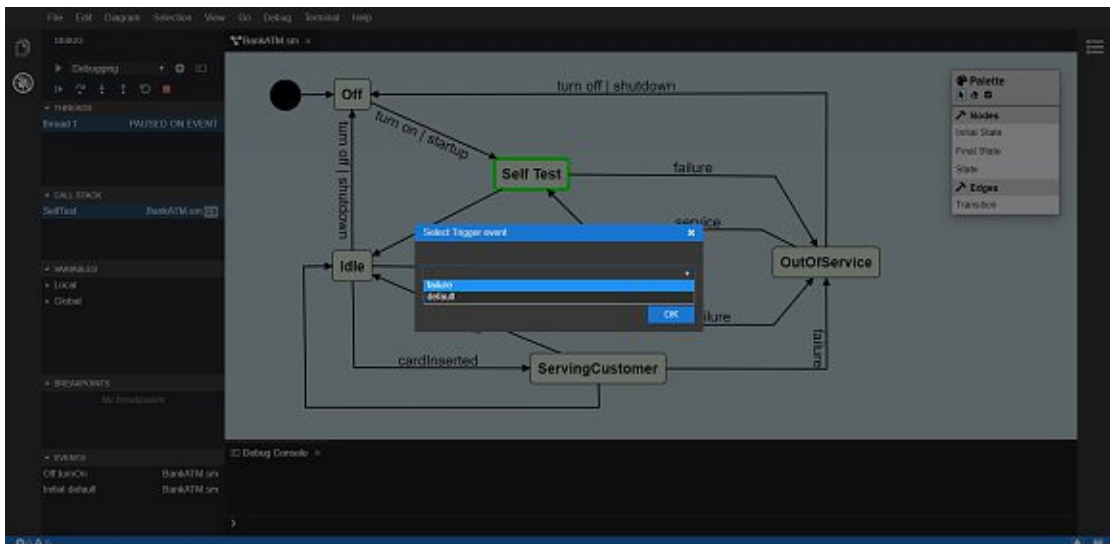 File Edit Diagram Selection View Go Debug Terminal Help
DEBUG
BankATM.sm ×
Debugging
THREADS
thread 1 PAUSED ON EVENT
CALL STACK
SelfTest BankATM.sm
VARIABLES
Local
Global
BREAKPOINTS
No breakpoints
EVENTS
Off.turnOn BankATM.sm
Initial.default BankATM.sm
Off
turn off | shutdown
turn on | startup
turn off | shutdown
Self Test
failure
service
Idle
OutOfService
ilure
failure
cardInserted
ServingCustomer
Select Trigger event
failure
default
OK
Palette
Nodes
Initial State
Final State
State
Edges
Transition
Debug Console ×